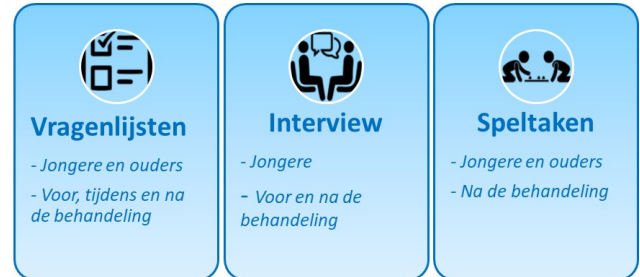 Vragenlijsten
- Jongere en ouders
- Voor, tijdens en na
de behandeling
Interview
- Jongere
- Voor en na de
behandeling
Speltaken
- Jongere en ouders
- Na de behandeling